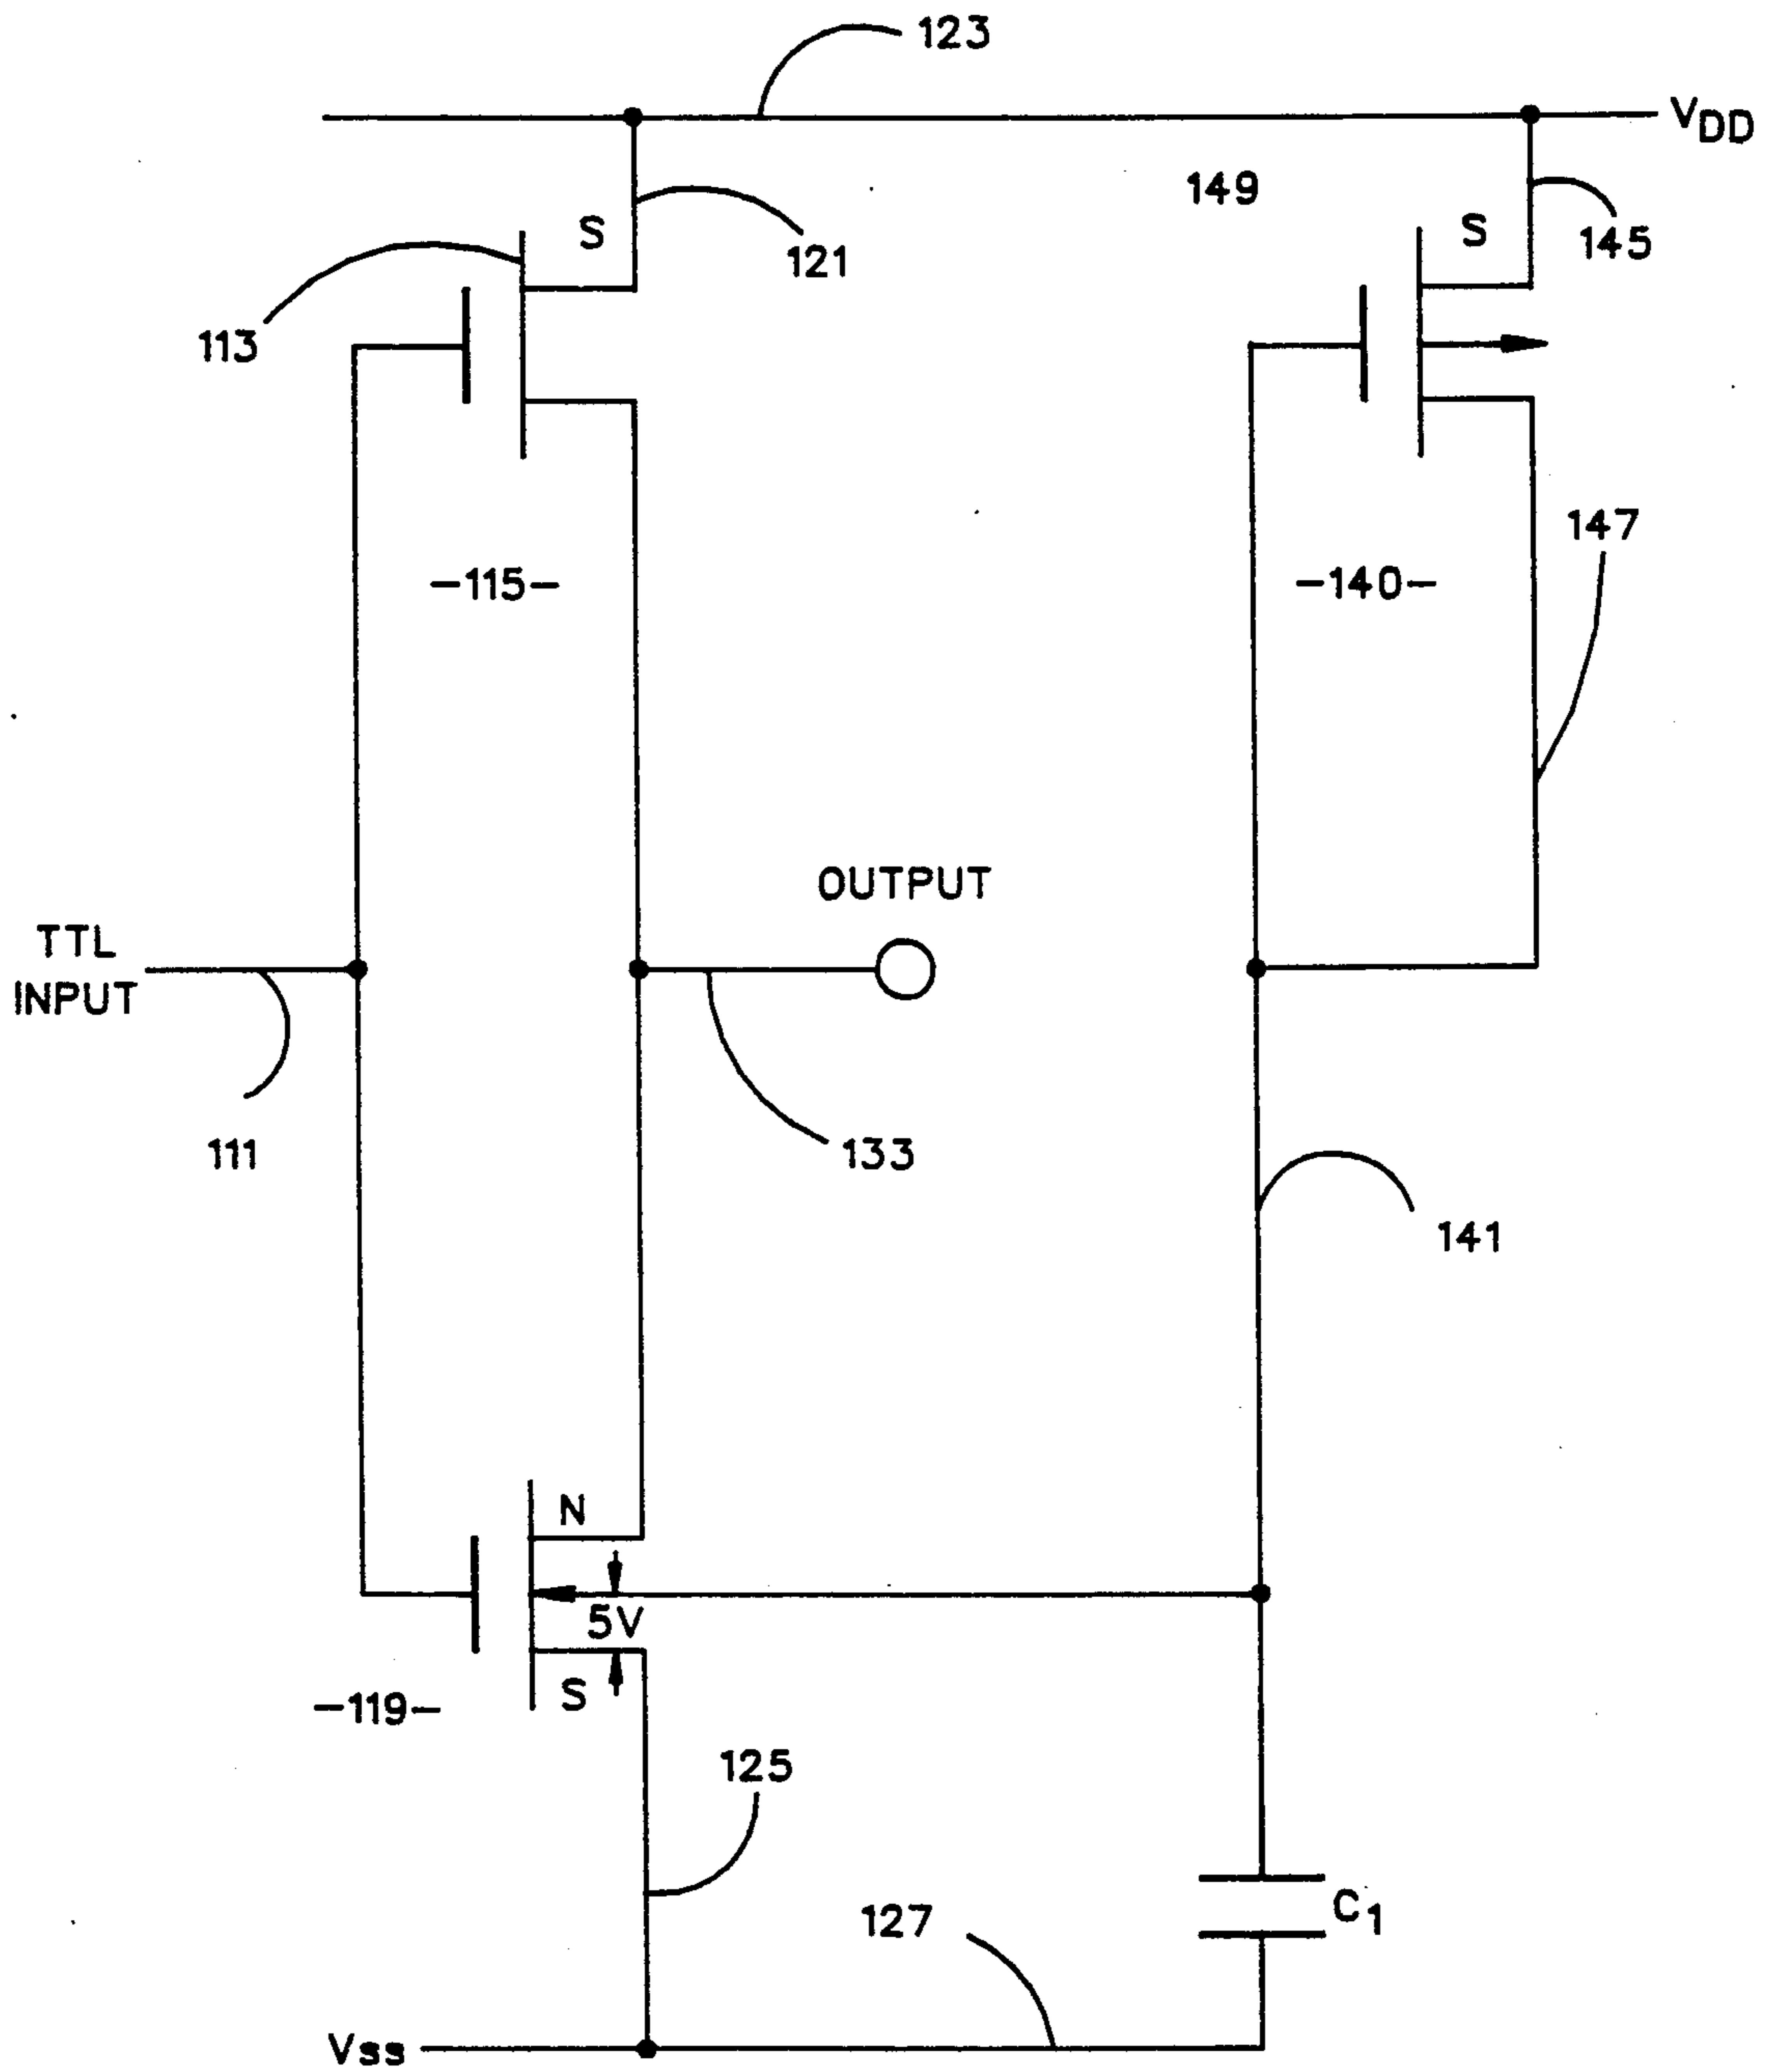 123
VDD
149
S
S
121
145
113
147
-115-
-140-
OUTPUT
TTL
INPUT
111
133
141
N
5V
S
-119-
125
127
C1
Vss